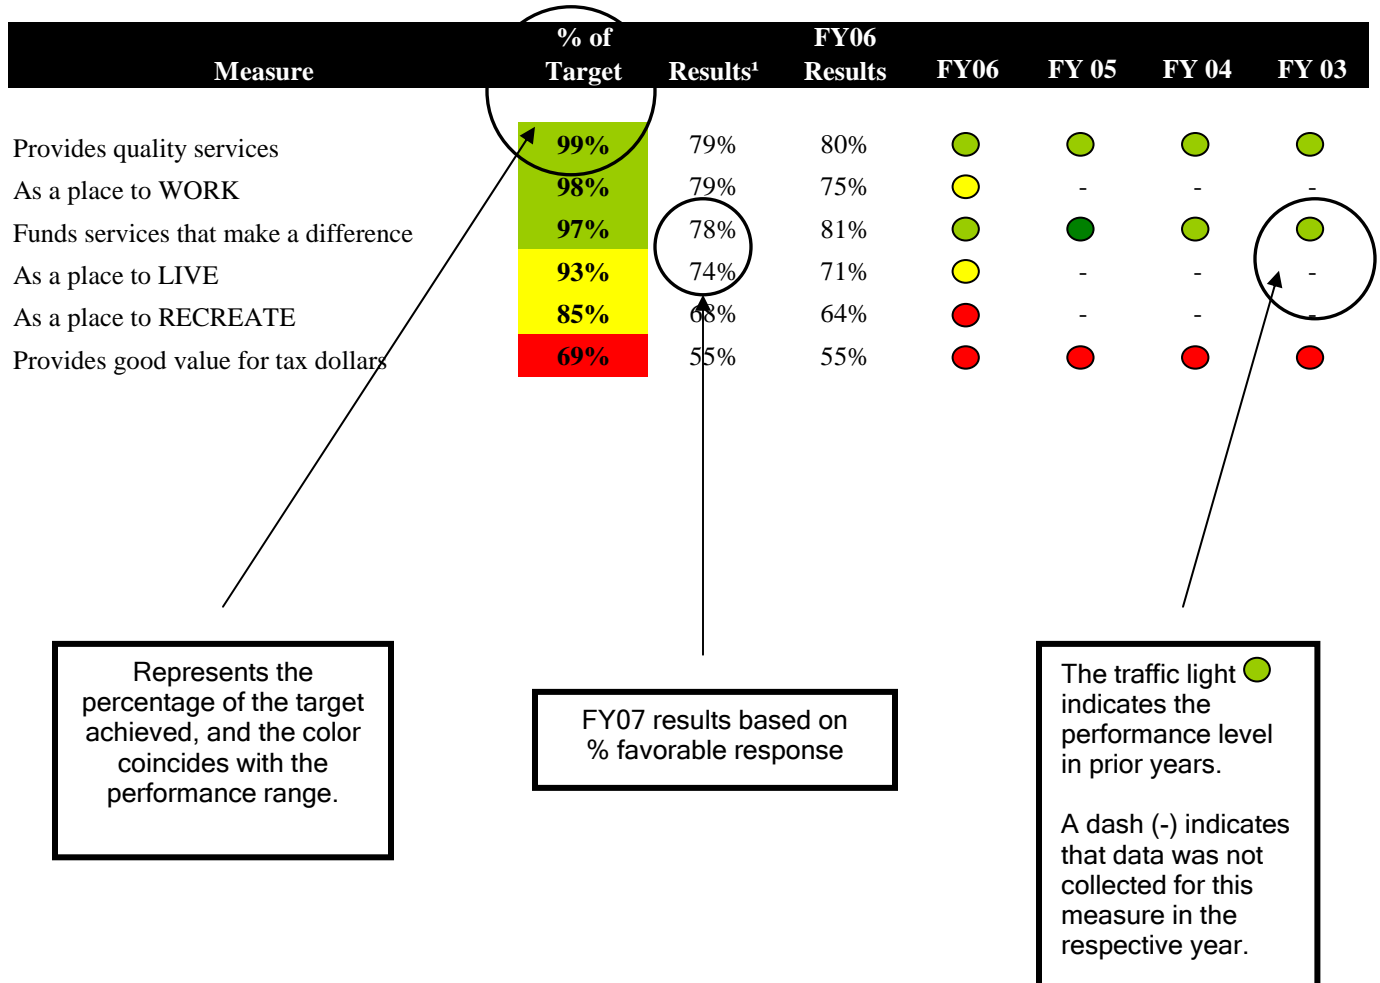 % of FY06
Measure Target Results¹ Results FY06 FY 05 FY 04 FY 03
Provides quality services 99% 79% 80%
As a place to WORK 98% 79% 75% - - -
Funds services that make a difference 97% 78% 81%
As a place to LIVE 93% 74% 71% - - -
As a place to RECREATE 85% 68% 64% - - -
Provides good value for tax dollars 69% 55% 55%
Represents the
percentage of the target
achieved, and the color
coincides with the
performance range.
FY07 results based on
% favorable response
The traffic light
indicates the
performance level
in prior years.
A dash (-) indicates
that data was not
collected for this
measure in the
respective year.